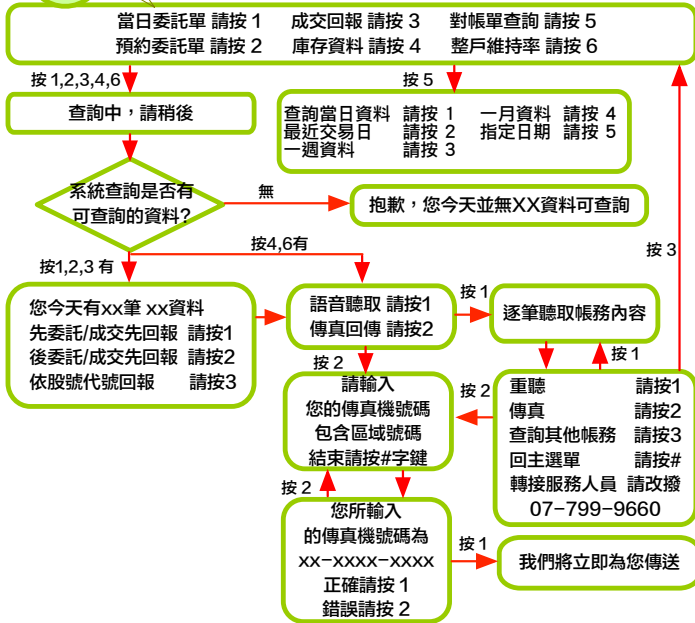 當日委託單 請按 1 成交回報 請按 3 對帳單查詢 請按 5
預約委託單 請按 2 庫存資料 請按 4 整戶維持率 請按 6
按 1,2,3,4,6
按 5
查詢中，請稍後
查詢當日資料 請按 1 一月資料 請按 4
最近交易日 請按 2 指定日期 請按 5
一週資料 請按 3
系統查詢是否有
可查詢的資料?
無
抱歉，您今天並無XX資料可查詢
按4,6有
按1,2,3 有
按 3
您今天有xx筆 xx資料
先委託/成交先回報 請按1
後委託/成交先回報 請按2
依股號代號回報 請按3
語音聽取 請按1
傳真回傳 請按2
按 1
逐筆聽取帳務內容
按 1
按 2
請輸入
您的傳真機號碼
包含區域號碼
結束請按#字鍵
按 2
重聽 請按1
傳真 請按2
查詢其他帳務 請按3
回主選單 請按#
轉接服務人員 請改撥
07-799-9660
按 2
您所輸入
的傳真機號碼為
xx-xxxx-xxxx
正確請按 1
錯誤請按 2
按 1
我們將立即為您傳送